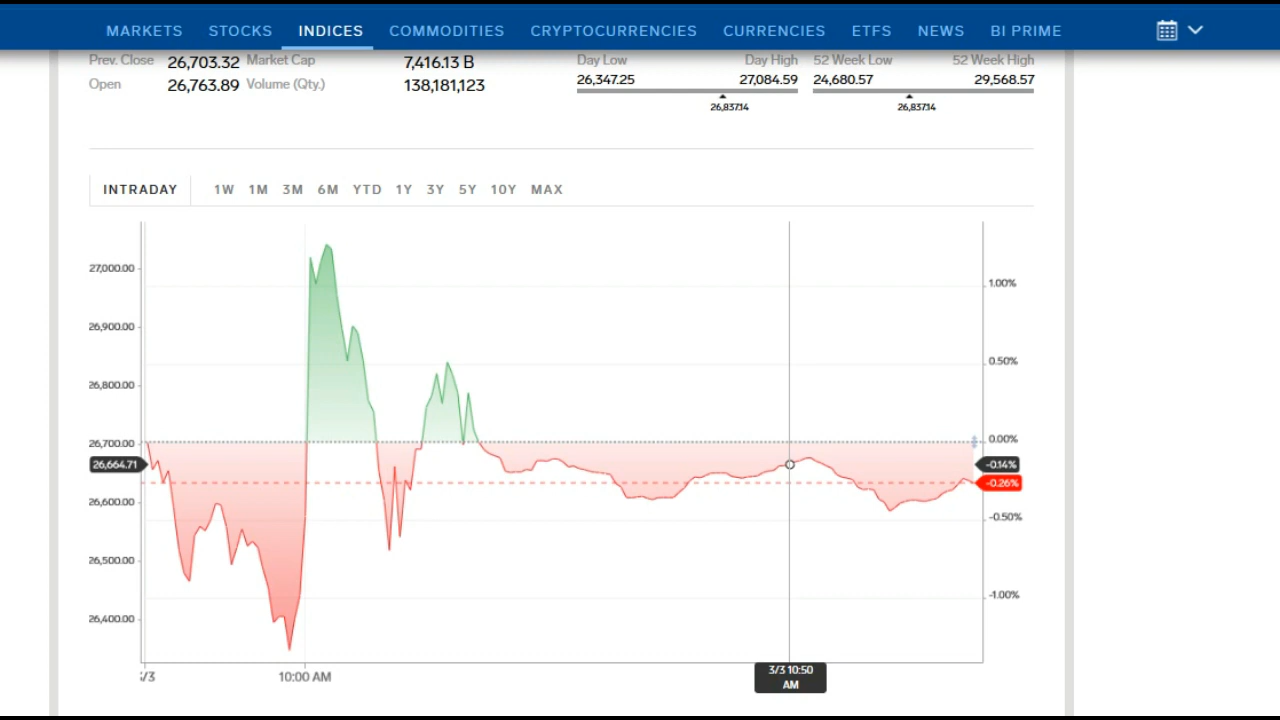 MARKETS STOCKS INDICES COMMODITIES CRYPTOCURRENCIES CURRENCIES ETFS NEWS BI PRIME
Prev. Close 26,703.32 Market Cap 7,416.13 B Day Low Day High 52 Week Low 52 Week High
26,347.25 27,084.59 24,680.57 29,568.57
Open 26,763.89 Volume (Qty.) 138,181,123
26,837.14 26,837.14
INTRADAY 1W 1M 3M 6M YTD 1Y 3Y 5Y 10Y MAX
27,000.00
1.00%
26,900.00
0.50%
26,800.00
26,700.00 0.00%
26,664.71 -0.14%
-0.26%
26,600.00
-0.50%
26,500.00
-1.00%
26,400.00
3/3 10:50
/3 10:00 AM AM